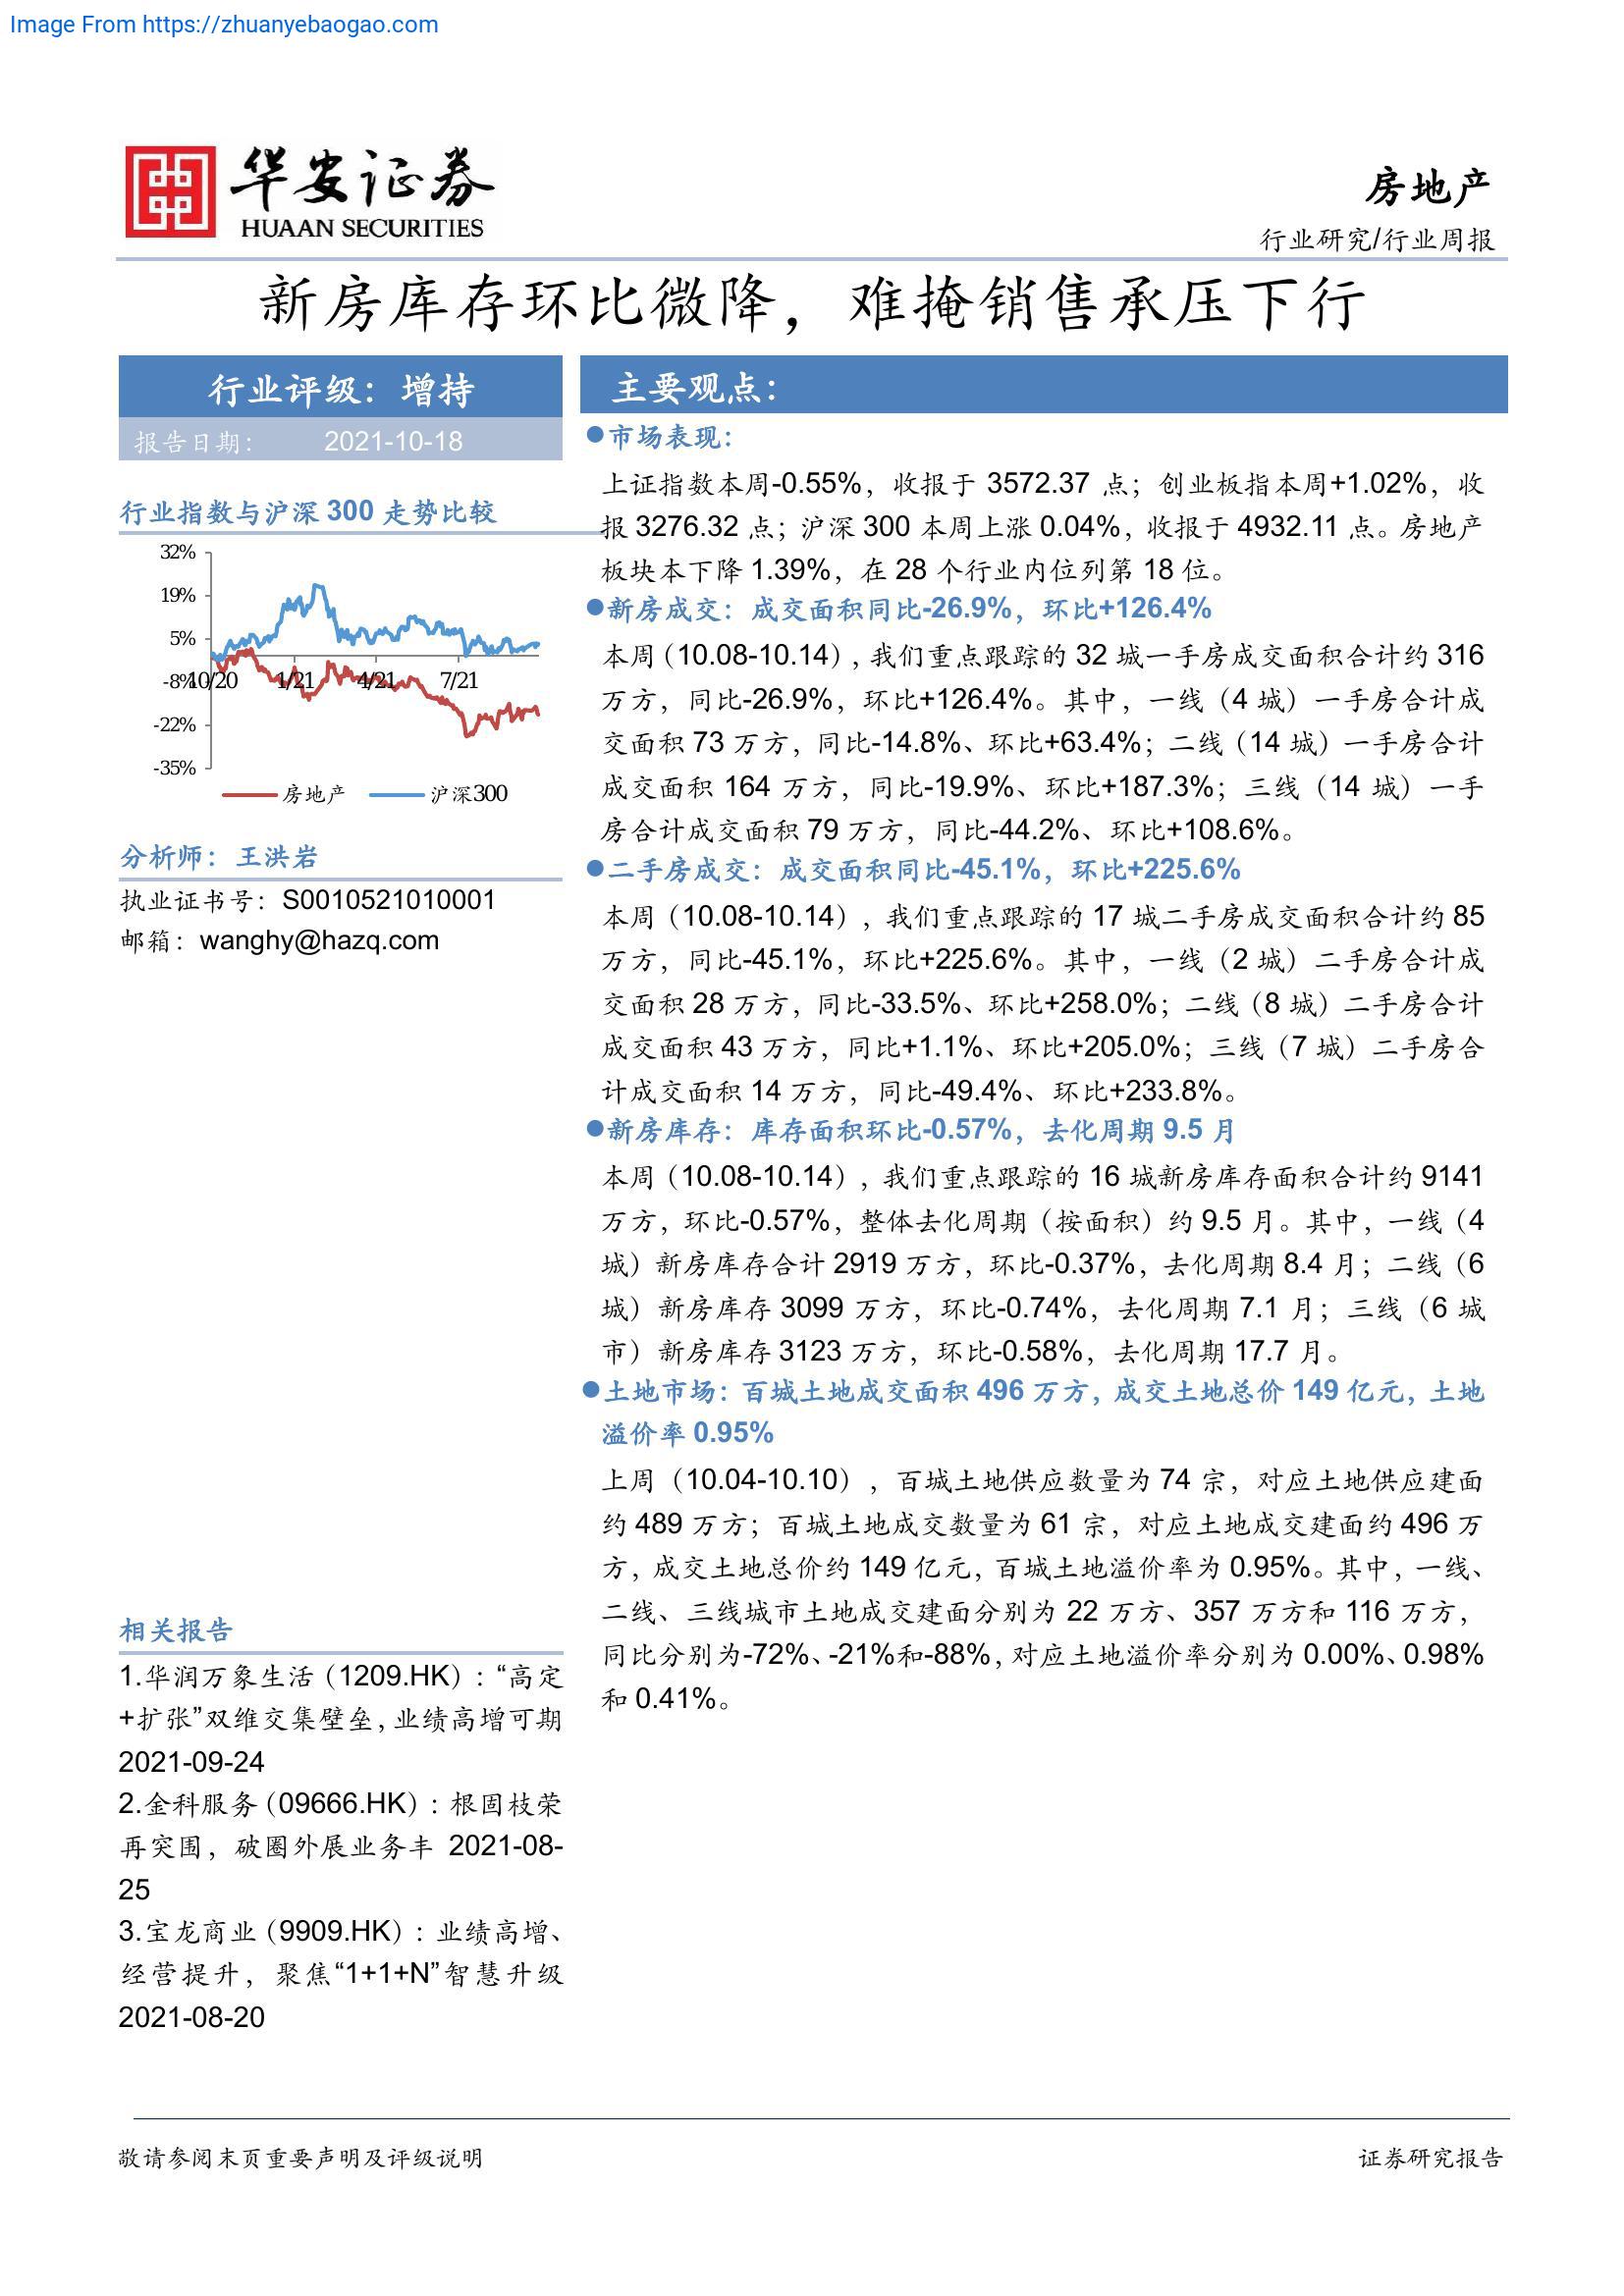 Image From https://zhuanyebaogao.com
华安证券
HUAAN SECURITIES
房地产
行业研究/行业周报
新房库存环比微降，难掩销售承压下行
行业评级：增持
报告日期： 2021-10-18
行业指数与沪深 300 走势比较
32%
19%
5%
-8%
-22%
-35%
10/20 1/21 4/21 7/21
房地产 沪深300
分析师：王洪岩
执业证书号：S0010521010001
邮箱：wanghy@hazq.com
相关报告
1.华润万象生活（1209.HK）：“高定
+扩张”双维交集壁垒，业绩高增可期
2021-09-24
2.金科服务（09666.HK）：根固枝荣
再突围，破圈外展业务丰 2021-08-
25
3.宝龙商业（9909.HK）：业绩高增、
经营提升，聚焦“1+1+N”智慧升级
2021-08-20
主要观点：
●市场表现：
上证指数本周-0.55%，收报于 3572.37 点；创业板指本周+1.02%，收
报 3276.32 点；沪深 300 本周上涨 0.04%，收报于 4932.11 点。房地产
板块本下降 1.39%，在 28 个行业内位列第 18 位。
●新房成交：成交面积同比-26.9%，环比+126.4%
本周（10.08-10.14），我们重点跟踪的 32 城一手房成交面积合计约 316
万方，同比-26.9%，环比+126.4%。其中，一线（4 城）一手房合计成
交面积 73 万方，同比-14.8%、环比+63.4%；二线（14 城）一手房合计
成交面积 164 万方，同比-19.9%、环比+187.3%；三线（14 城）一手
房合计成交面积 79 万方，同比-44.2%、环比+108.6%。
●二手房成交：成交面积同比-45.1%，环比+225.6%
本周（10.08-10.14），我们重点跟踪的 17 城二手房成交面积合计约 85
万方，同比-45.1%，环比+225.6%。其中，一线（2 城）二手房合计成
交面积 28 万方，同比-33.5%、环比+258.0%；二线（8 城）二手房合计
成交面积 43 万方，同比+1.1%、环比+205.0%；三线（7 城）二手房合
计成交面积 14 万方，同比-49.4%、环比+233.8%。
●新房库存：库存面积环比-0.57%，去化周期 9.5 月
本周（10.08-10.14），我们重点跟踪的 16 城新房库存面积合计约 9141
万方，环比-0.57%，整体去化周期（按面积）约 9.5 月。其中，一线（4
城）新房库存合计 2919 万方，环比-0.37%，去化周期 8.4 月；二线（6
城）新房库存 3099 万方，环比-0.74%，去化周期 7.1 月；三线（6 城
市）新房库存 3123 万方，环比-0.58%，去化周期 17.7 月。
●土地市场：百城土地成交面积 496 万方，成交土地总价 149 亿元，土地
溢价率 0.95%
上周（10.04-10.10），百城土地供应数量为 74 宗，对应土地供应建面
约 489 万方；百城土地成交数量为 61 宗，对应土地成交建面约 496 万
方，成交土地总价约 149 亿元，百城土地溢价率为 0.95%。其中，一线、
二线、三线城市土地成交建面分别为 22 万方、357 万方和 116 万方，
同比分别为-72%、-21%和-88%，对应土地溢价率分别为 0.00%、0.98%
和 0.41%。
敬请参阅末页重要声明及评级说明
证券研究报告